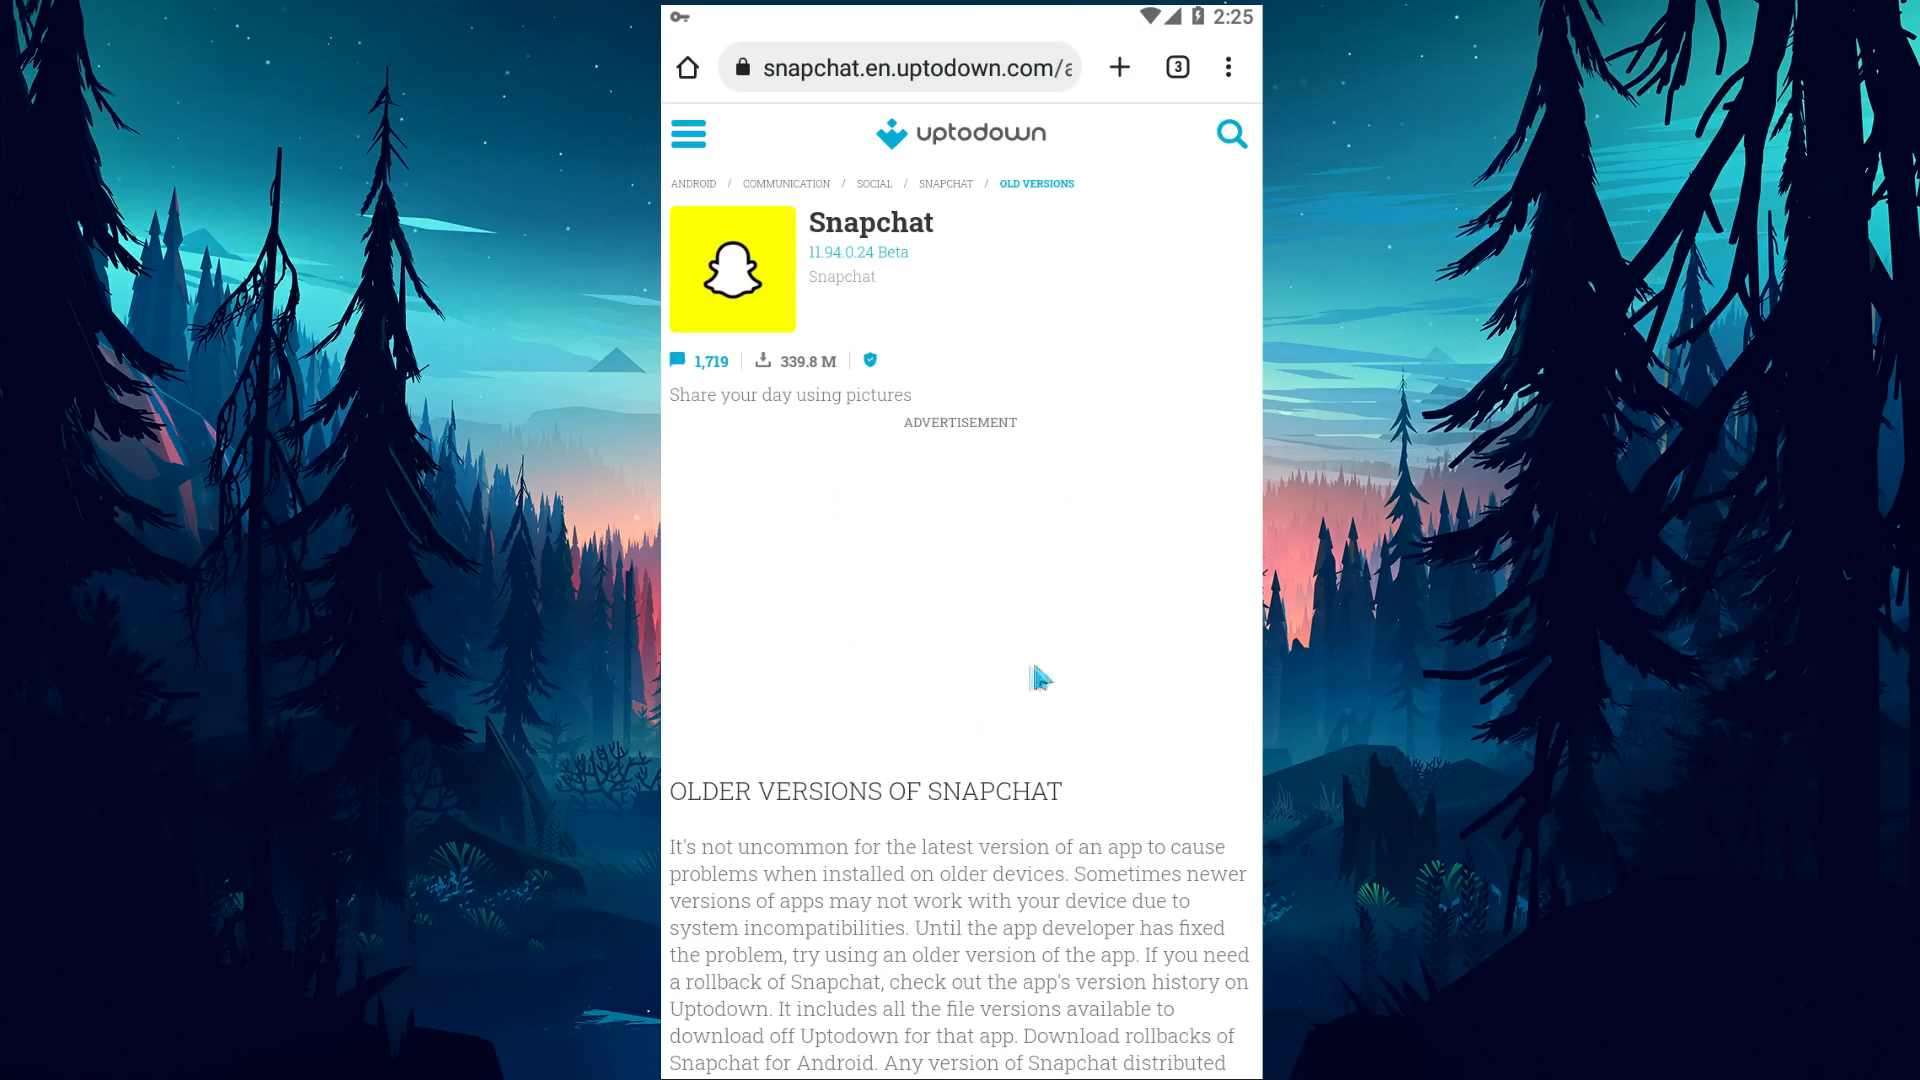 2:25
snapchat.en.uptodown.com/a
3
uptodown
ANDROID / COMMUNICATION / SOCIAL / SNAPCHAT / OLD VERSIONS
Snapchat
11.94.0.24 Beta
Snapchat
1,719 339.8 M
Share your day using pictures
ADVERTISEMENT
OLDER VERSIONS OF SNAPCHAT
It's not uncommon for the latest version of an app to cause
problems when installed on older devices. Sometimes newer
versions of apps may not work with your device due to
system incompatibilities. Until the app developer has fixed
the problem, try using an older version of the app. If you need
a rollback of Snapchat, check out the app's version history on
Uptodown. It includes all the file versions available to
download off Uptodown for that app. Download rollbacks of
Snapchat for Android. Any version of Snapchat distributed